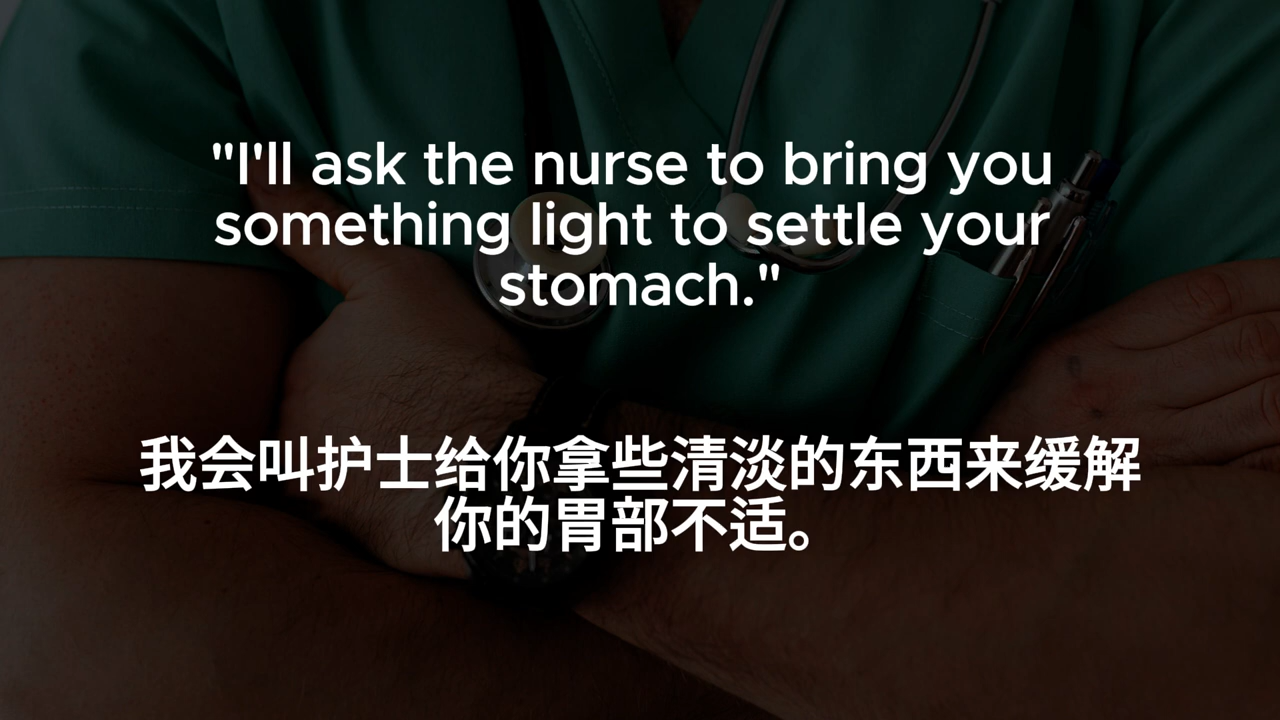 "I'll ask the nurse to bring you
something light to settle your
stomach."
我会叫护士给你拿些清淡的东西来缓解
你的胃部不适。